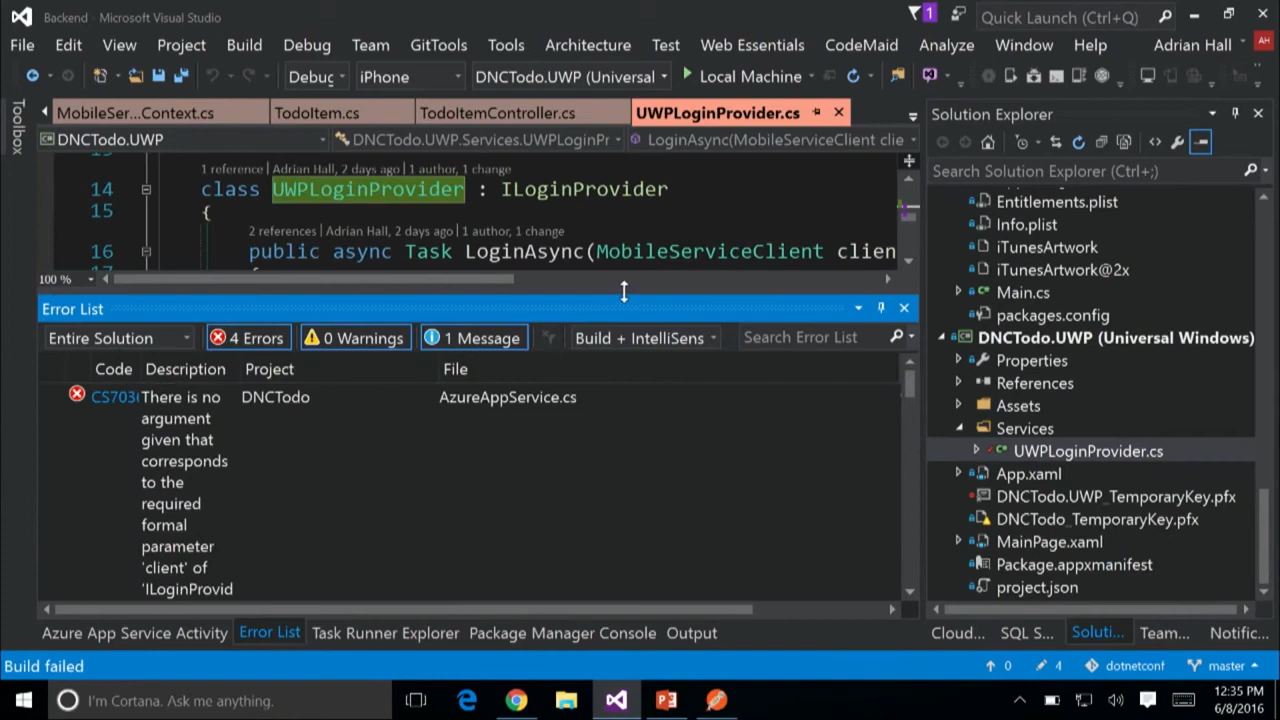 Backend - Microsoft Visual Studio
1
Quick Launch (Ctrl+Q)
File Edit View Project Build Debug Team GitTools Tools Architecture Test Web Essentials CodeMaid Analyze Window Help Adrian Hall AH
Debug iPhone DNCTodo.UWP (Universal Local Machine
Toolbox
MobileSer...Context.cs TodoItem.cs TodoItemController.cs UWPLoginProvider.cs
DNCTodo.UWP DNCTodo.UWP.Services.UWPLoginPr LoginAsync(MobileServiceClient clie
1 reference | Adrian Hall, 2 days ago | 1 author, 1 change
14 class UWPLoginProvider : ILoginProvider
15 {
2 references | Adrian Hall, 2 days ago | 1 author, 1 change
16 public async Task LoginAsync(MobileServiceClient clien
100 %
Error List
Entire Solution 4 Errors 0 Warnings 1 Message Build + IntelliSens Search Error List
Code Description Project File
CS703 There is no DNCTodo AzureAppService.cs
argument
given that
corresponds
to the
required
formal
parameter
'client' of
'ILoginProvid
Azure App Service Activity Error List Task Runner Explorer Package Manager Console Output
Solution Explorer
Search Solution Explorer (Ctrl+;)
Entitlements.plist
Info.plist
iTunesArtwork
iTunesArtwork@2x
Main.cs
packages.config
DNCTodo.UWP (Universal Windows)
Properties
References
Assets
Services
UWPLoginProvider.cs
App.xaml
DNCTodo.UWP_TemporaryKey.pfx
DNCTodo_TemporaryKey.pfx
MainPage.xaml
Package.appxmanifest
project.json
Cloud... SQL S... Soluti... Team... Notific...
Build failed 0 4 dotnetconf master
I'm Cortana. Ask me anything.
12:35 PM
6/8/2016